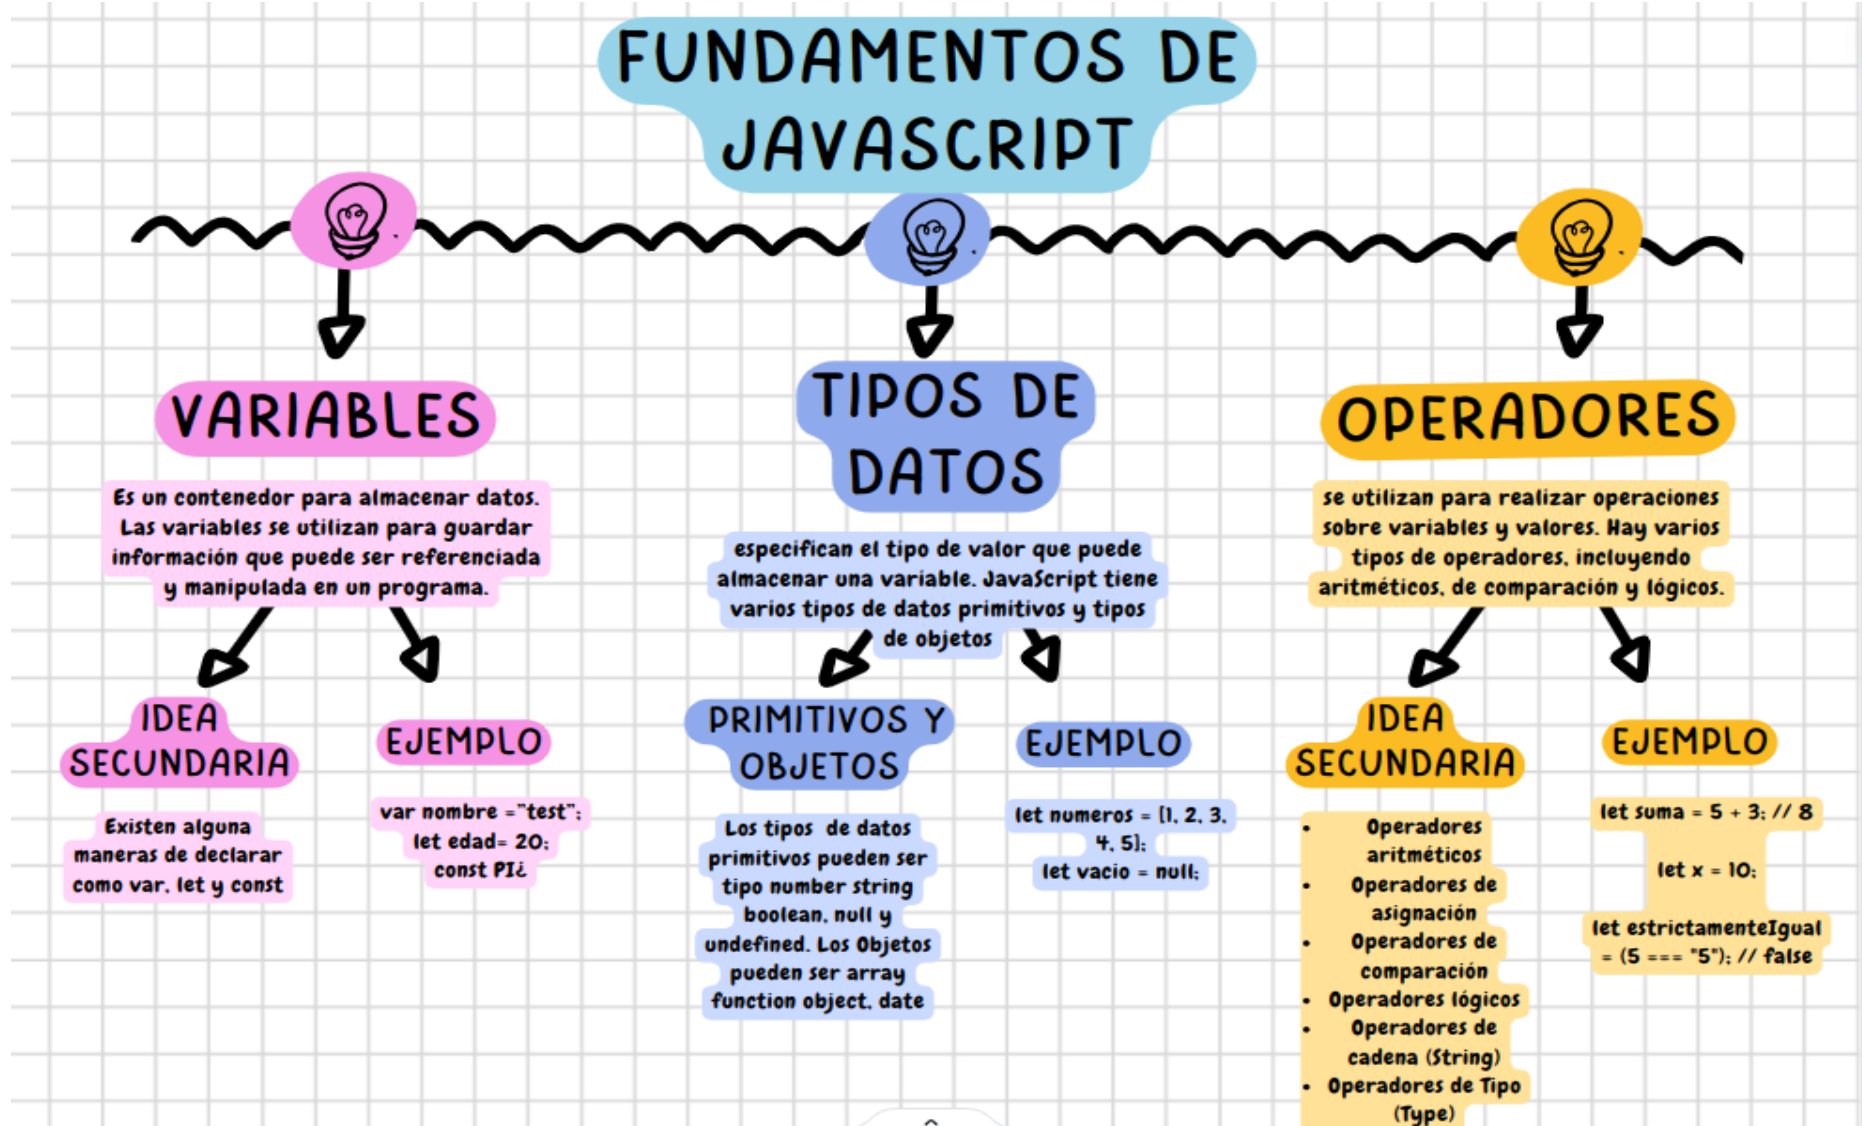 FUNDAMENTOS DE
JAVASCRIPT
VARIABLES
Es un contenedor para almacenar datos.
Las variables se utilizan para guardar
información que puede ser referenciada
y manipulada en un programa.
IDEA
SECUNDARIA
Existen alguna
maneras de declarar
como var, let y const
EJEMPLO
var nombre ="test";
let edad= 20;
const PI¿
TIPOS DE
DATOS
especifican el tipo de valor que puede
almacenar una variable. JavaScript tiene
varios tipos de datos primitivos y tipos
de objetos
PRIMITIVOS Y
OBJETOS
Los tipos de datos
primitivos pueden ser
tipo number string
boolean, null y
undefined. Los Objetos
pueden ser array
function object, date
EJEMPLO
let numeros = [1, 2, 3,
4, 5];
let vacio = null;
OPERADORES
se utilizan para realizar operaciones
sobre variables y valores. Hay varios
tipos de operadores, incluyendo
aritméticos, de comparación y lógicos.
IDEA
SECUNDARIA
• Operadores
aritméticos
• Operadores de
asignación
• Operadores de
comparación
• Operadores lógicos
• Operadores de
cadena (String)
• Operadores de Tipo
(Type)
EJEMPLO
let suma = 5 + 3; // 8
let x = 10;
let estrictamenteIgual
= (5 === "5"); // false